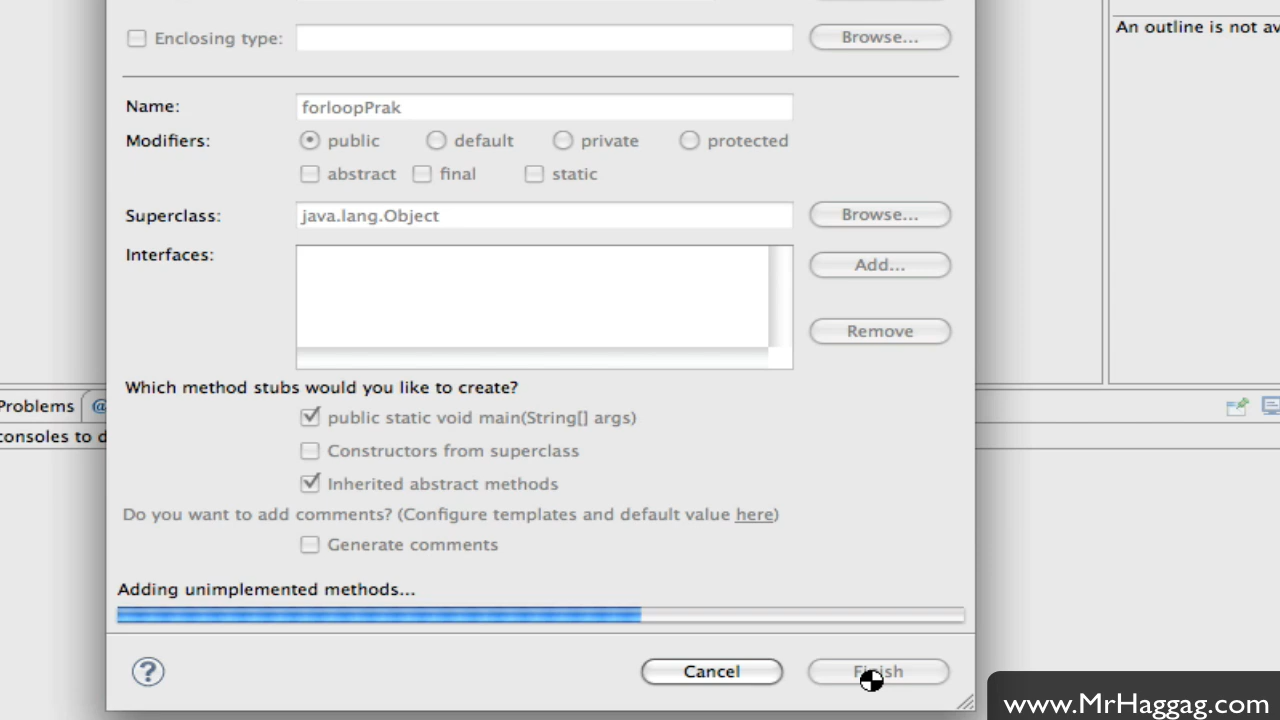 An outline is not av
Enclosing type:
Browse...
Name:
forloopPrak
Modifiers:
public
default
private
protected
abstract
final
static
Superclass:
java.lang.Object
Browse...
Interfaces:
Add...
Remove
Which method stubs would you like to create?
Problems
@
public static void main(String[] args)
consoles to d
Constructors from superclass
Inherited abstract methods
Do you want to add comments? (Configure templates and default value here)
Generate comments
Adding unimplemented methods...
?
Cancel
Finish
www.MrHaggag.com